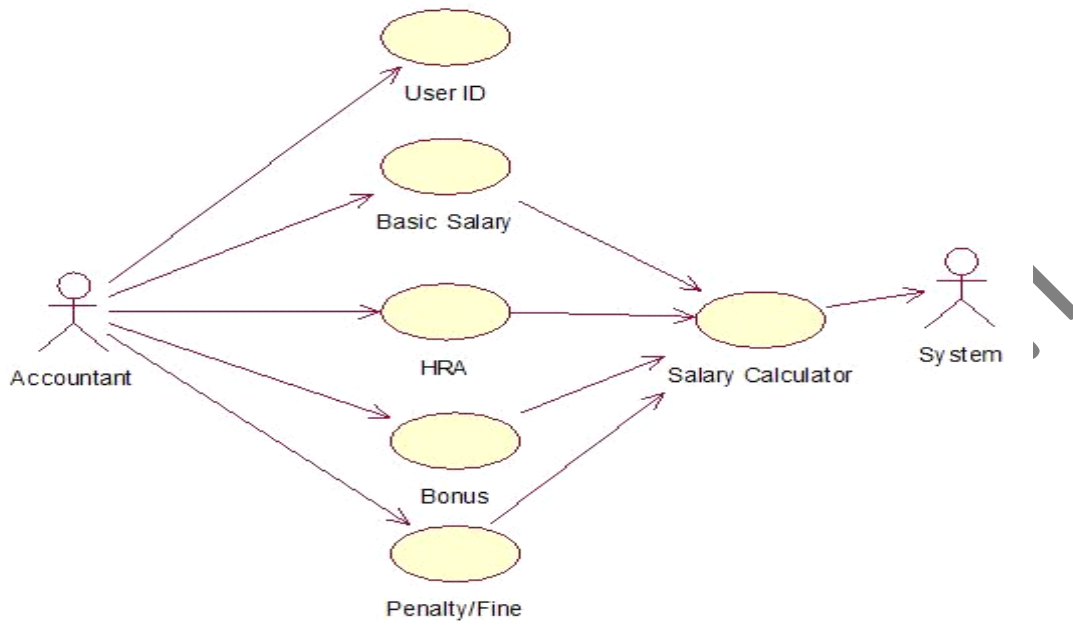 User ID
Basic Salary
Accountant
HRA
Salary Calculator
System
Bonus
Penalty/Fine